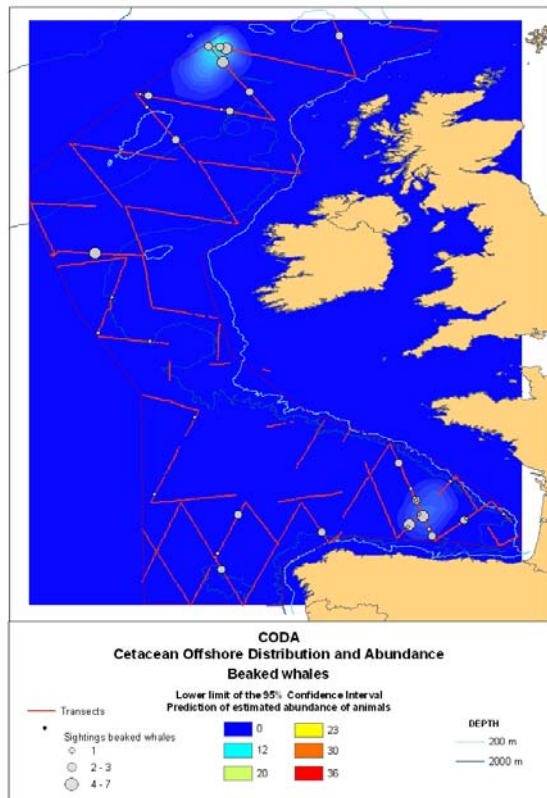 CODA
Cetacean Offshore Distribution and Abundance
Beaked whales
Lower limit of the 95% Confidence Interval
Prediction of estimated abundance of animals
Transects
Sightings beaked whales
1
2 - 3
4 - 7
0
12
20
23
30
36
DEPTH
200 m
2000 m